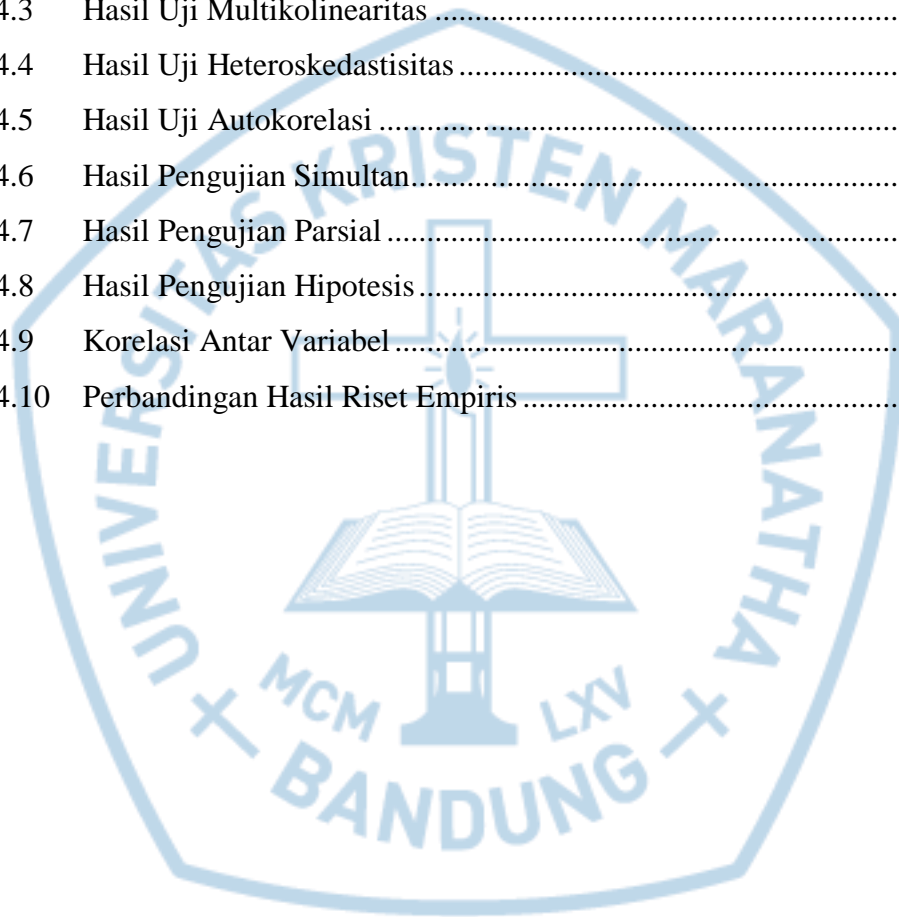 4.3 Hasil Uji Multikolinearitas ........................................................
4.4 Hasil Uji Heteroskedastisitas ......................................................
4.5 Hasil Uji Autokorelasi ................................................................
4.6 Hasil Pengujian Simultan............................................................
4.7 Hasil Pengujian Parsial ...............................................................
4.8 Hasil Pengujian Hipotesis ...........................................................
4.9 Korelasi Antar Variabel ..............................................................
4.10 Perbandingan Hasil Riset Empiris ..............................................
UNIVERSITAS KRISTEN MARANATHA
MCM LXV
BANDUNG